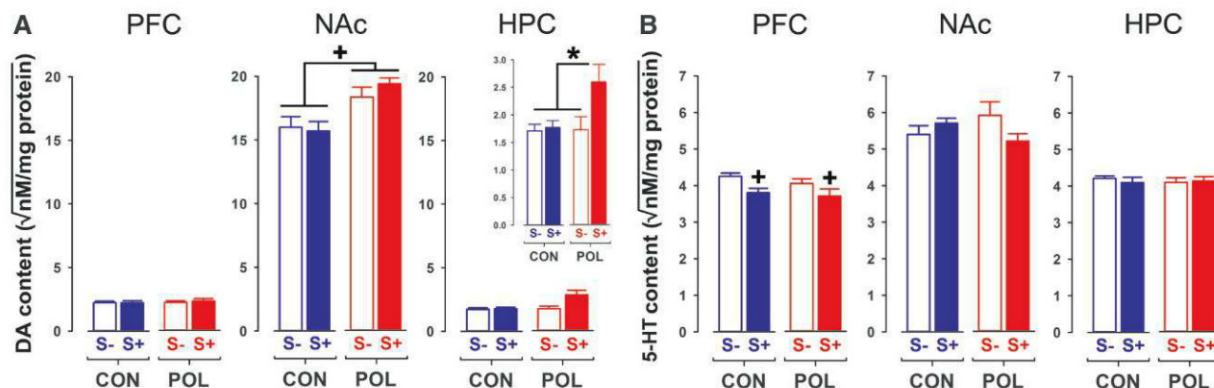 A PFC NAc HPC
DA content (√nM/mg protein)
20
15
10
5
0
S- S+ S- S+
CON POL
+
20
15
10
5
0
S- S+ S- S+
CON POL
20
15
10
5
0
*
3.0
2.5
2.0
1.5
1.0
0.5
0.0
S- S+ S- S+
CON POL
S- S+ S- S+
CON POL
B PFC NAc HPC
5-HT content (√nM/mg protein)
7
6
5
4
3
2
1
0
+ +
S- S+ S- S+
CON POL
7
6
5
4
3
2
1
0
S- S+ S- S+
CON POL
7
6
5
4
3
2
1
0
S- S+ S- S+
CON POL